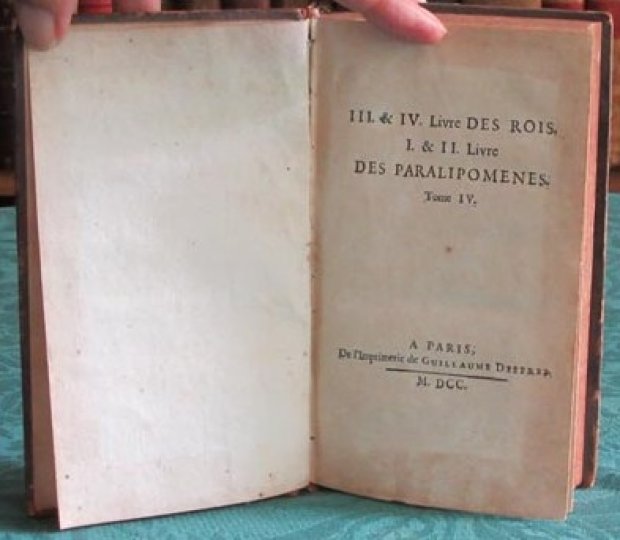 III. & IV. Livre DES ROIS,
I. & II. Livre
DES PARALIPOMENES.
Tome IV.
A PARIS,
De l'Imprimerie de GUILLAUME DESPREZ,
M. DCC.